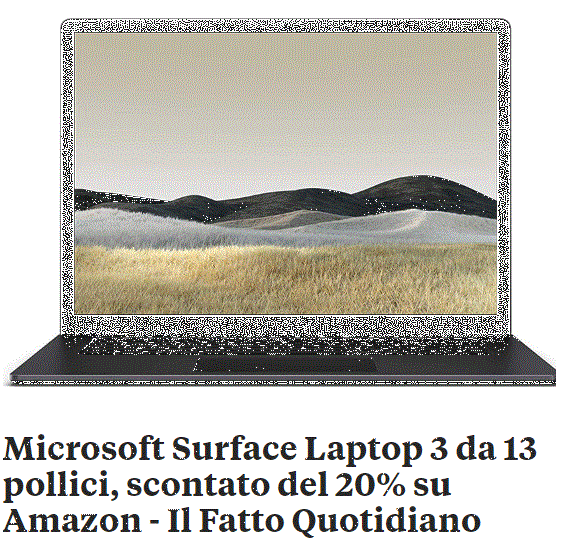 Microsoft Surface Laptop 3 da 13
pollici, scontato del 20% su
Amazon - Il Fatto Quotidiano